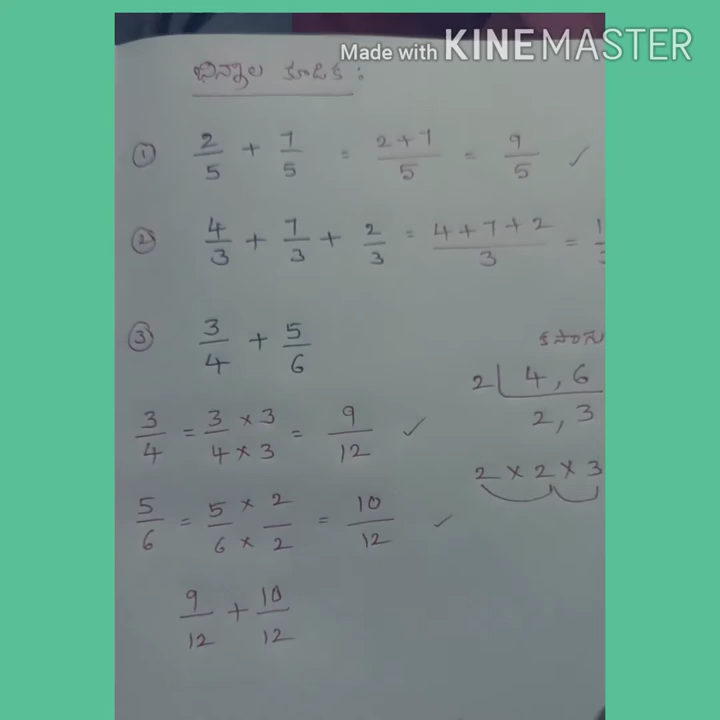 Made with KINEMASTER
భిన్నాల కూడిక :
① 2/5 + 7/5 = 2+7/5 = 9/5 ✓
② 4/3 + 7/3 + 2/3 = 4+7+2/3 =
③ 3/4 + 5/6
క సా గు
2 | 4, 6
2, 3
3/4 = 3×3/4×3 = 9/12 ✓
2 × 2 × 3
5/6 = 5×2/6×2 = 10/12 ✓
9/12 + 10/12